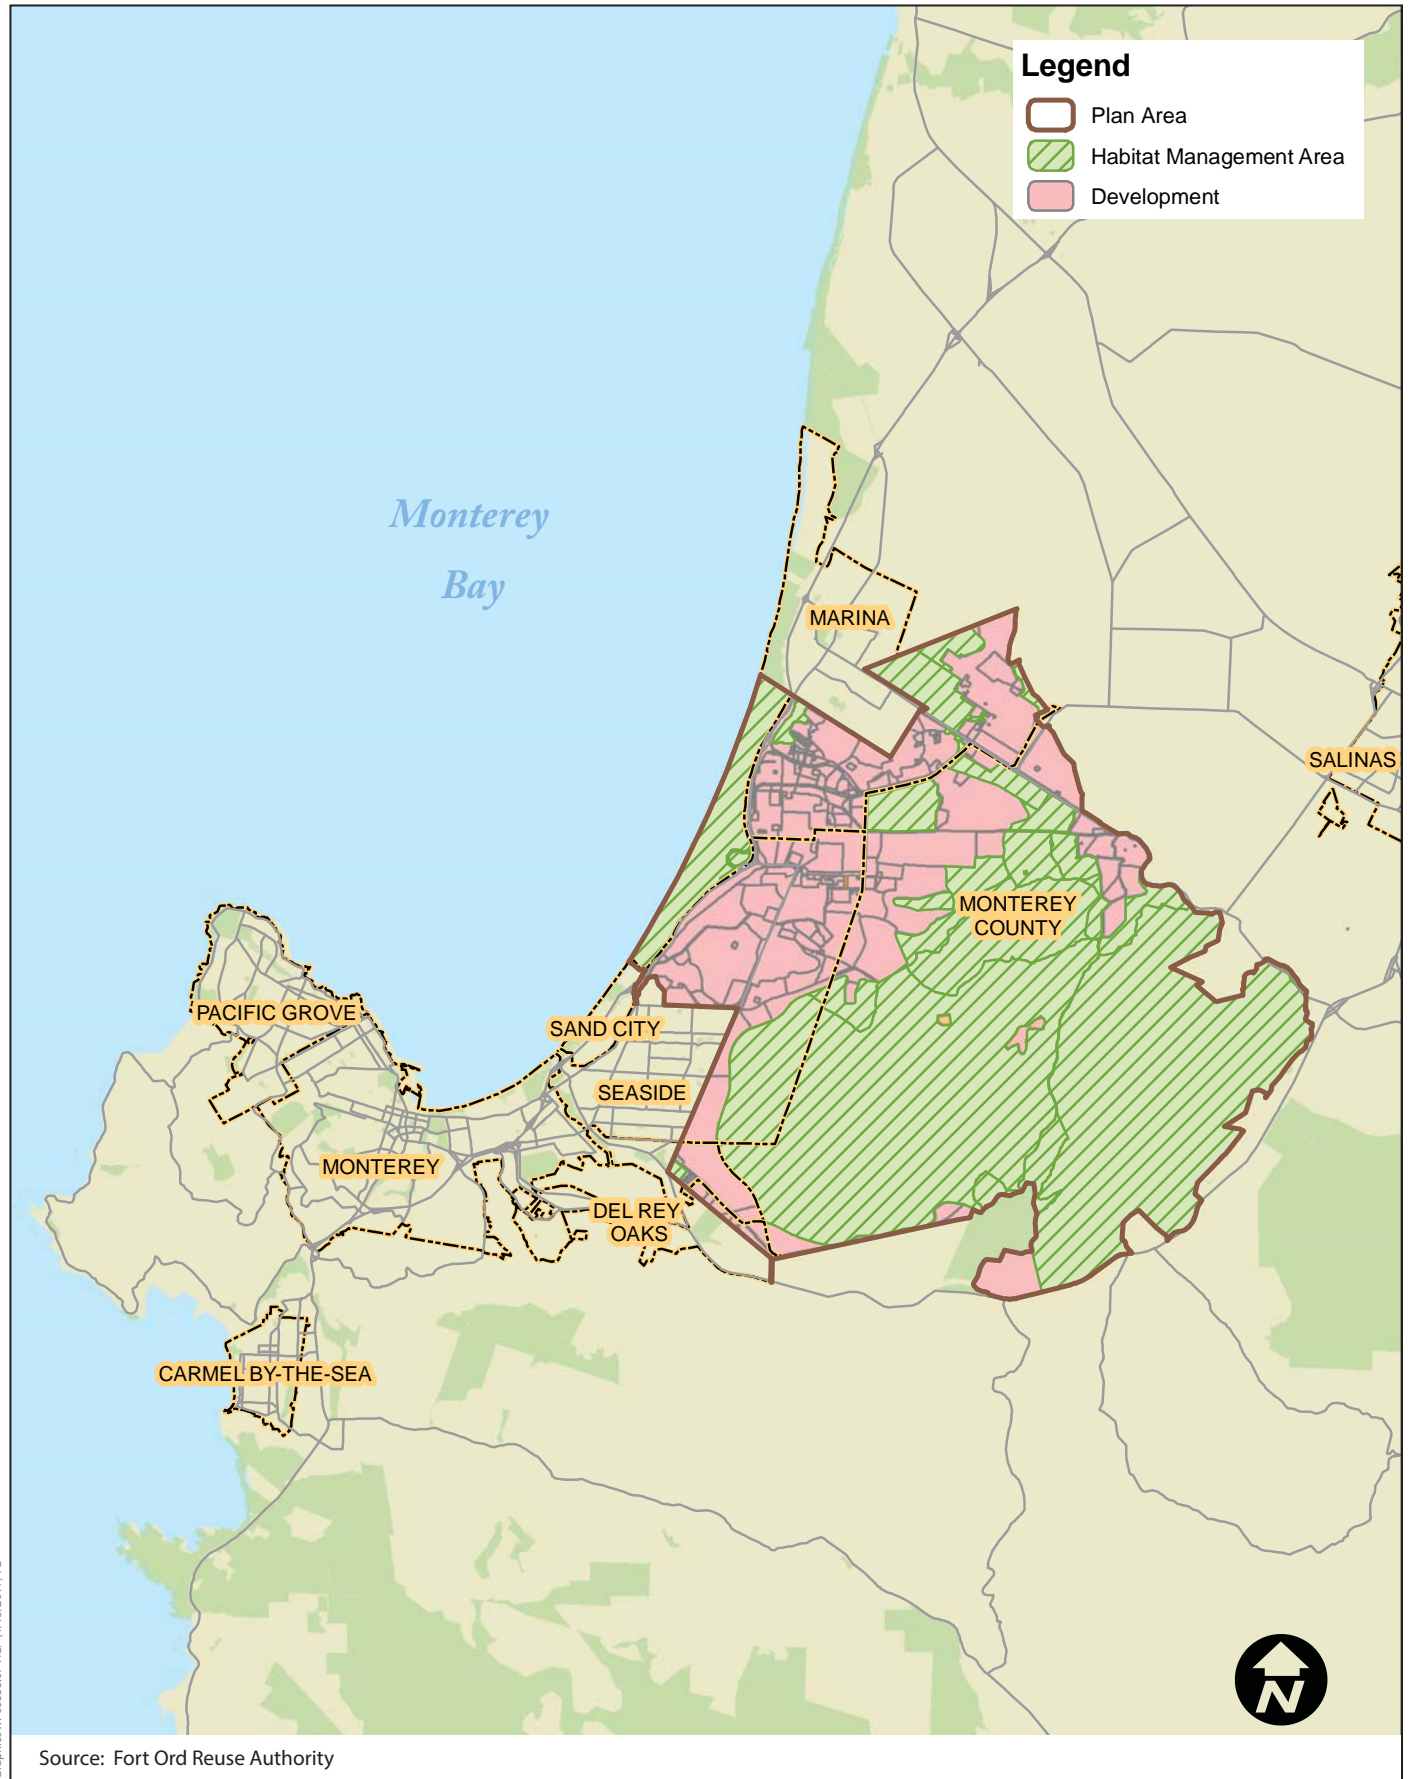 Legend
Plan Area
Habitat Management Area
Development
Monterey
Bay
MARINA
SALINAS
MONTEREY
COUNTY
PACIFIC GROVE
SAND CITY
SEASIDE
MONTEREY
DEL REY
OAKS
CARMEL BY-THE-SEA
N
Source: Fort Ord Reuse Authority